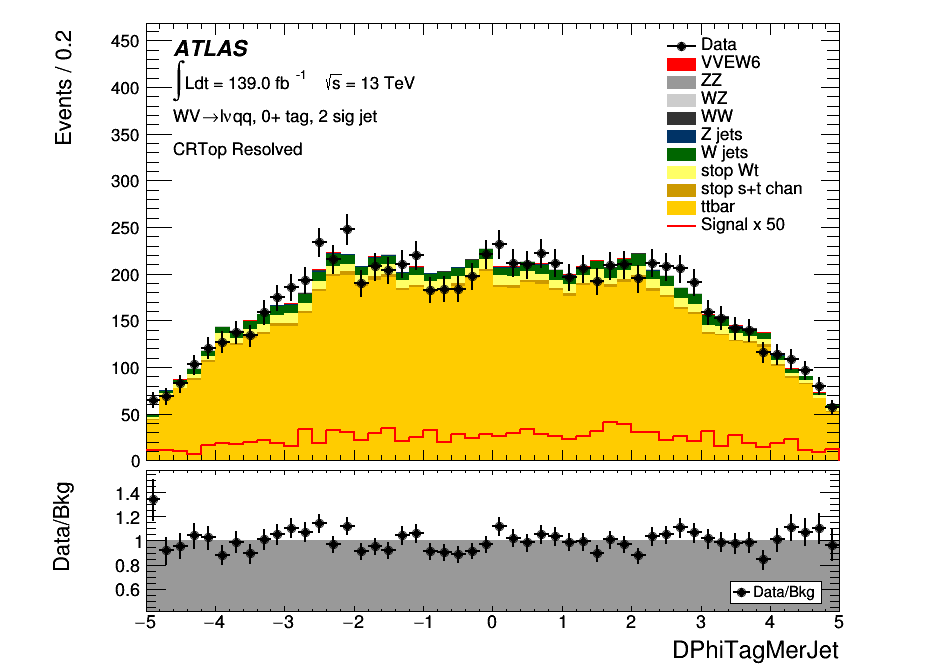 ATLAS
∫Ldt = 139.0 fb⁻¹ √s = 13 TeV
WV→lνqq, 0+ tag, 2 sig jet
CRTop Resolved
Data
VVEW6
ZZ
WZ
WW
Z jets
W jets
stop Wt
stop s+t chan
ttbar
Signal x 50
Events / 0.2
450
400
350
300
250
200
150
100
50
0
Data/Bkg
1.4
1.2
1
0.8
0.6
Data/Bkg
−5 −4 −3 −2 −1 0 1 2 3 4 5
DPhiTagMerJet